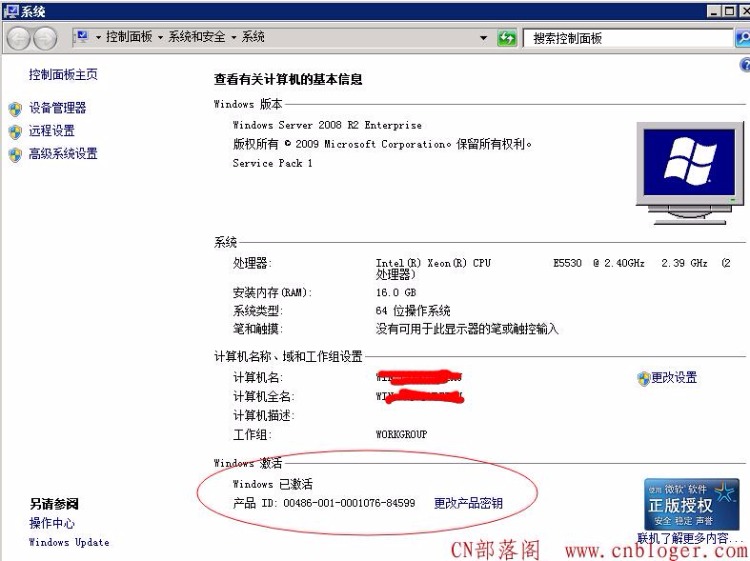 系统
控制面板 系统和安全 系统 搜索控制面板
控制面板主页
设备管理器
远程设置
高级系统设置
查看有关计算机的基本信息
Windows 版本
Windows Server 2008 R2 Enterprise
版权所有 © 2009 Microsoft Corporation。保留所有权利。
Service Pack 1
系统
处理器: Intel(R) Xeon(R) CPU E5530 @ 2.40GHz 2.39 GHz (2
处理器)
安装内存(RAM): 16.0 GB
系统类型: 64 位操作系统
笔和触摸: 没有可用于此显示器的笔或触控输入
计算机名称、域和工作组设置
计算机名: 更改设置
计算机全名:
计算机描述:
工作组: WORKGROUP
Windows 激活
Windows 已激活
产品 ID: 00486-001-0001076-84599 更改产品密钥
使用 微软 软件
正版授权
安全 稳定 声誉
联机了解更多内容...
另请参阅
操作中心
Windows Update
CN部落阁 www.cnbloger.com